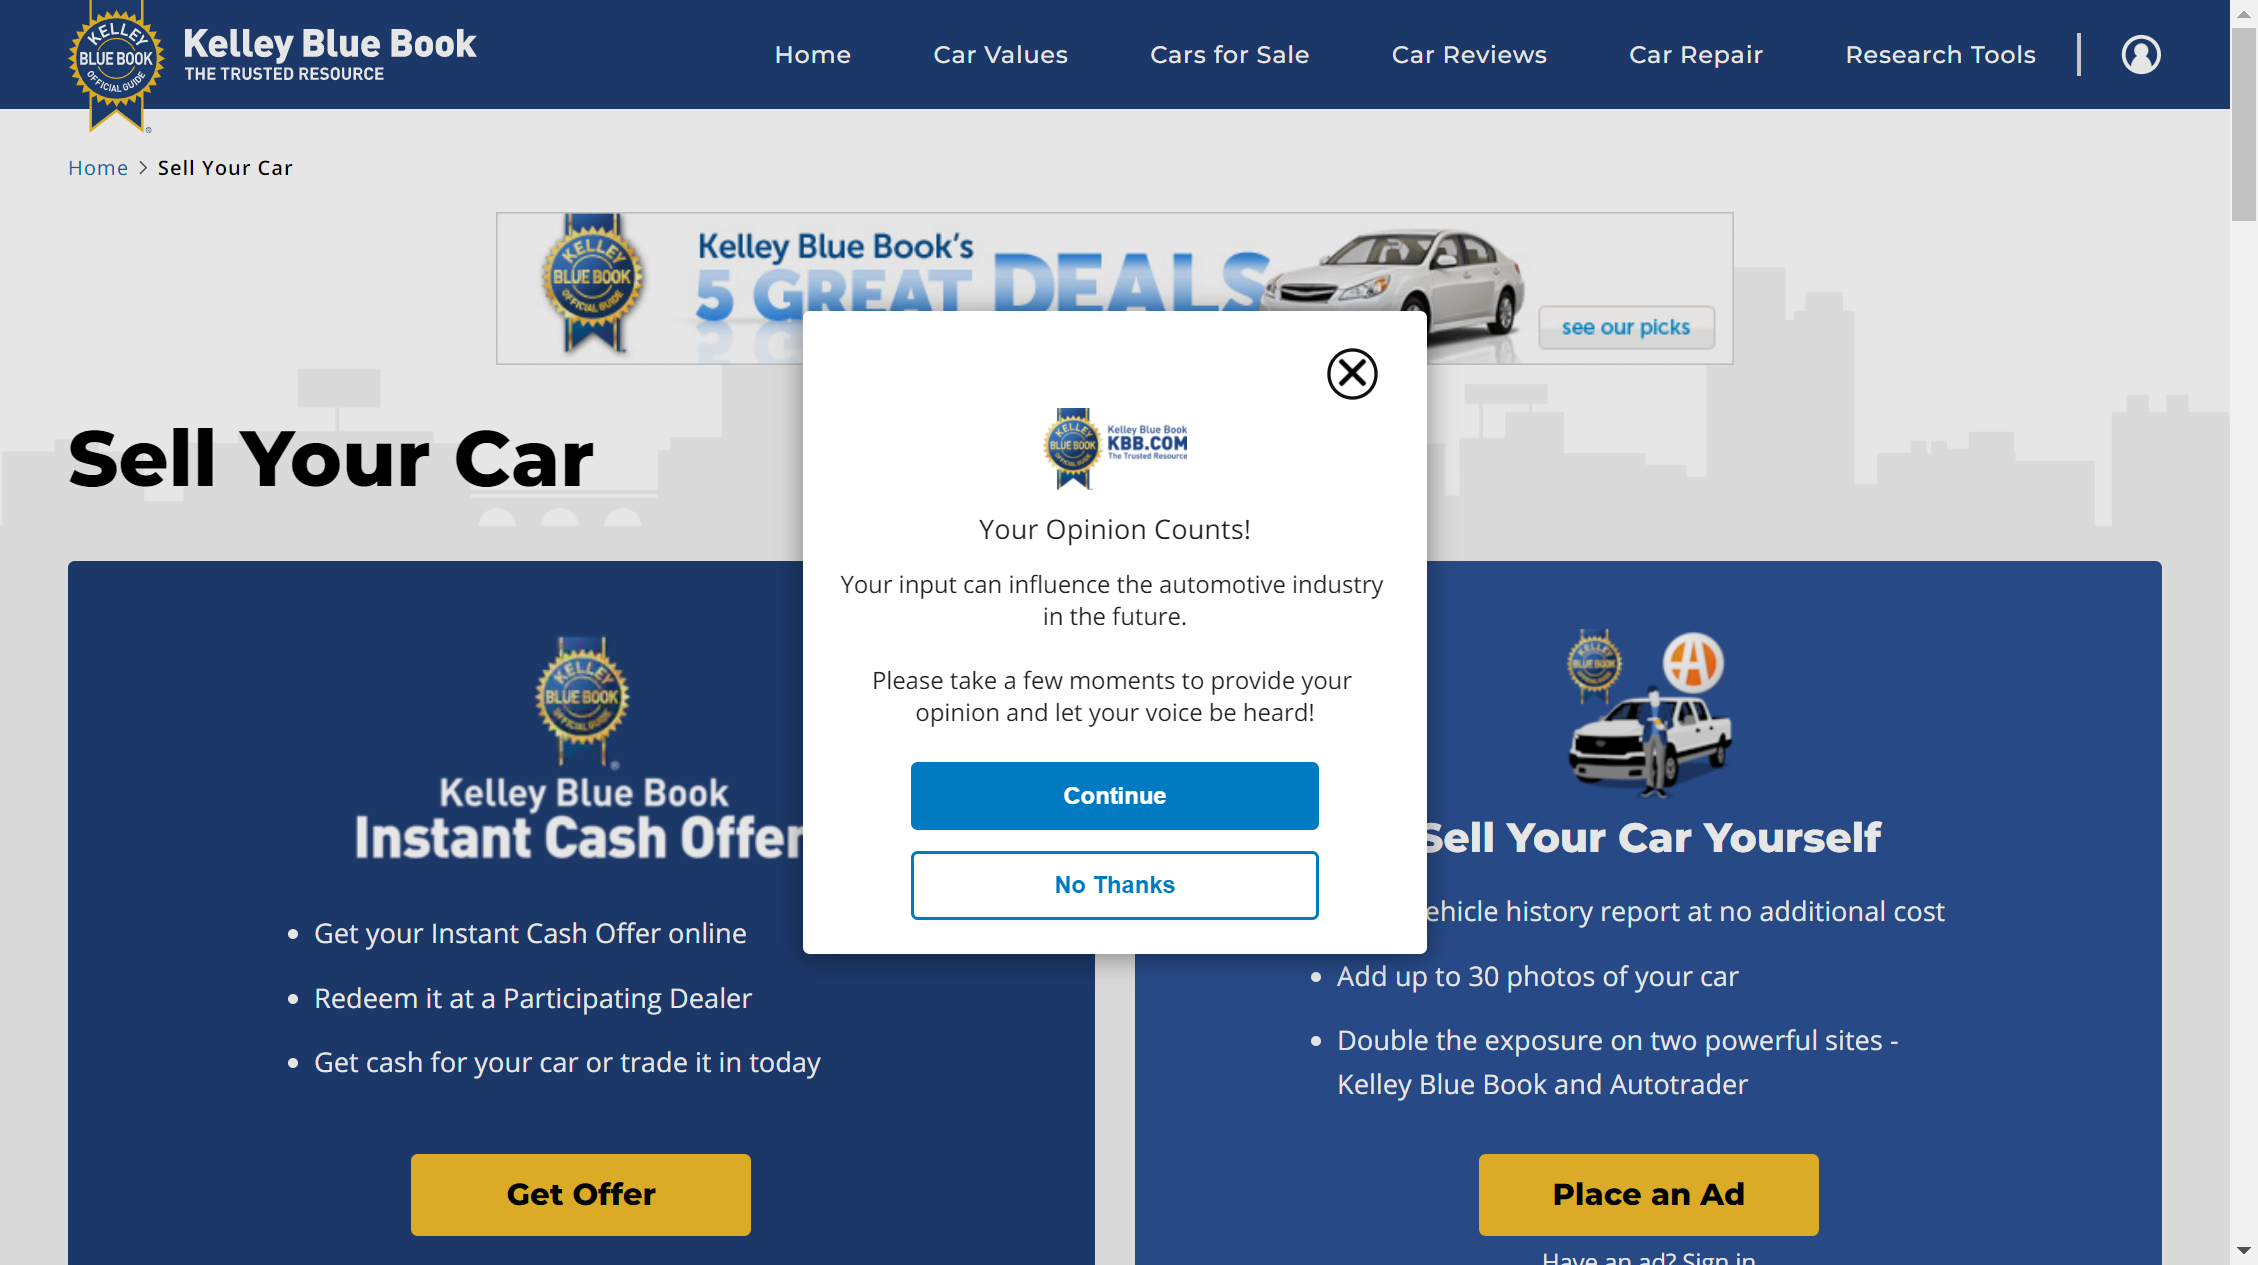 KELLEY
BLUE BOOK
OFFICIAL GUIDE
Kelley Blue Book
THE TRUSTED RESOURCE
Home
Car Values
Cars for Sale
Car Reviews
Car Repair
Research Tools
Home > Sell Your Car
KELLEY
BLUE BOOK
OFFICIAL GUIDE
Kelley Blue Book's
5 GREAT DEALS
see our picks
Sell Your Car
KELLEY
BLUE BOOK
OFFICIAL GUIDE
Kelley Blue Book
KBB.COM
The Trusted Resource
Your Opinion Counts!
Your input can influence the automotive industry
in the future.
Please take a few moments to provide your
opinion and let your voice be heard!
Continue
No Thanks
KELLEY
BLUE BOOK
OFFICIAL GUIDE
Kelley Blue Book
Instant Cash Offer
• Get your Instant Cash Offer online
• Redeem it at a Participating Dealer
• Get cash for your car or trade it in today
Get Offer
KELLEY
BLUE BOOK
OFFICIAL GUIDE
Sell Your Car Yourself
ehicle history report at no additional cost
• Add up to 30 photos of your car
• Double the exposure on two powerful sites -
Kelley Blue Book and Autotrader
Place an Ad
Have an ad? Sign in